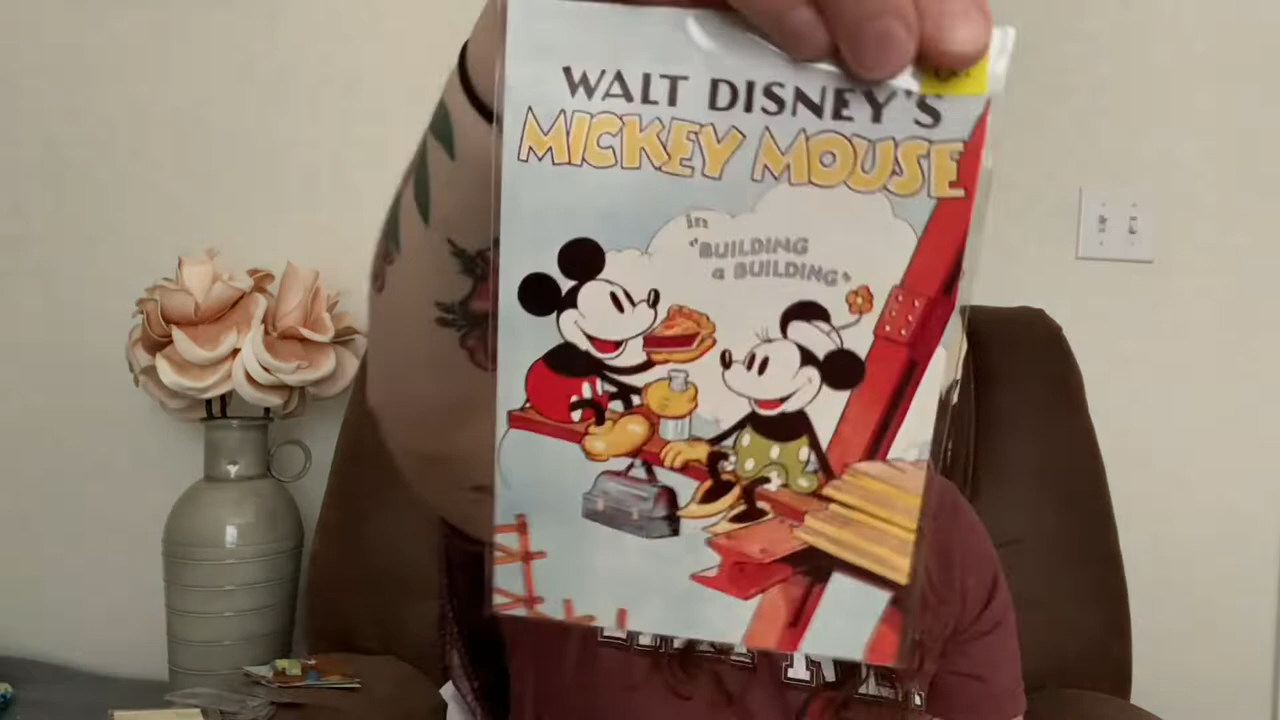 WALT DISNEY'S
MICKEY MOUSE
in
"BUILDING
a BUILDING"